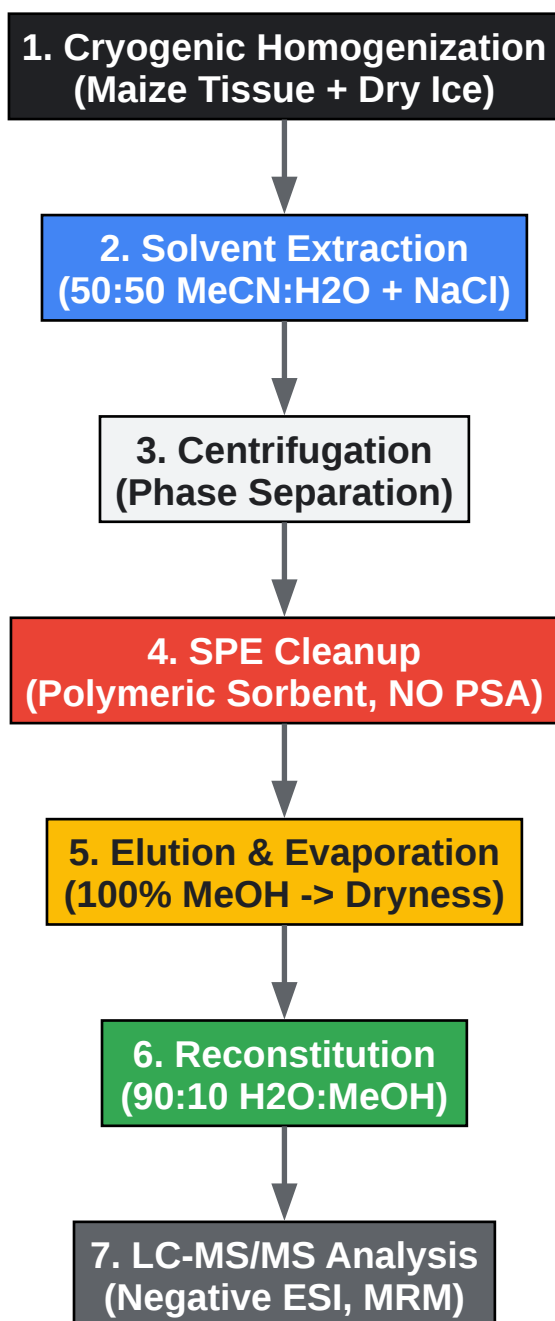 1. Cryogenic Homogenization
(Maize Tissue + Dry Ice)
2. Solvent Extraction
(50:50 MeCN:H2O + NaCl)
3. Centrifugation
(Phase Separation)
4. SPE Cleanup
(Polymeric Sorbent, NO PSA)
5. Elution & Evaporation
(100% MeOH -> Dryness)
6. Reconstitution
(90:10 H2O:MeOH)
7. LC-MS/MS Analysis
(Negative ESI, MRM)